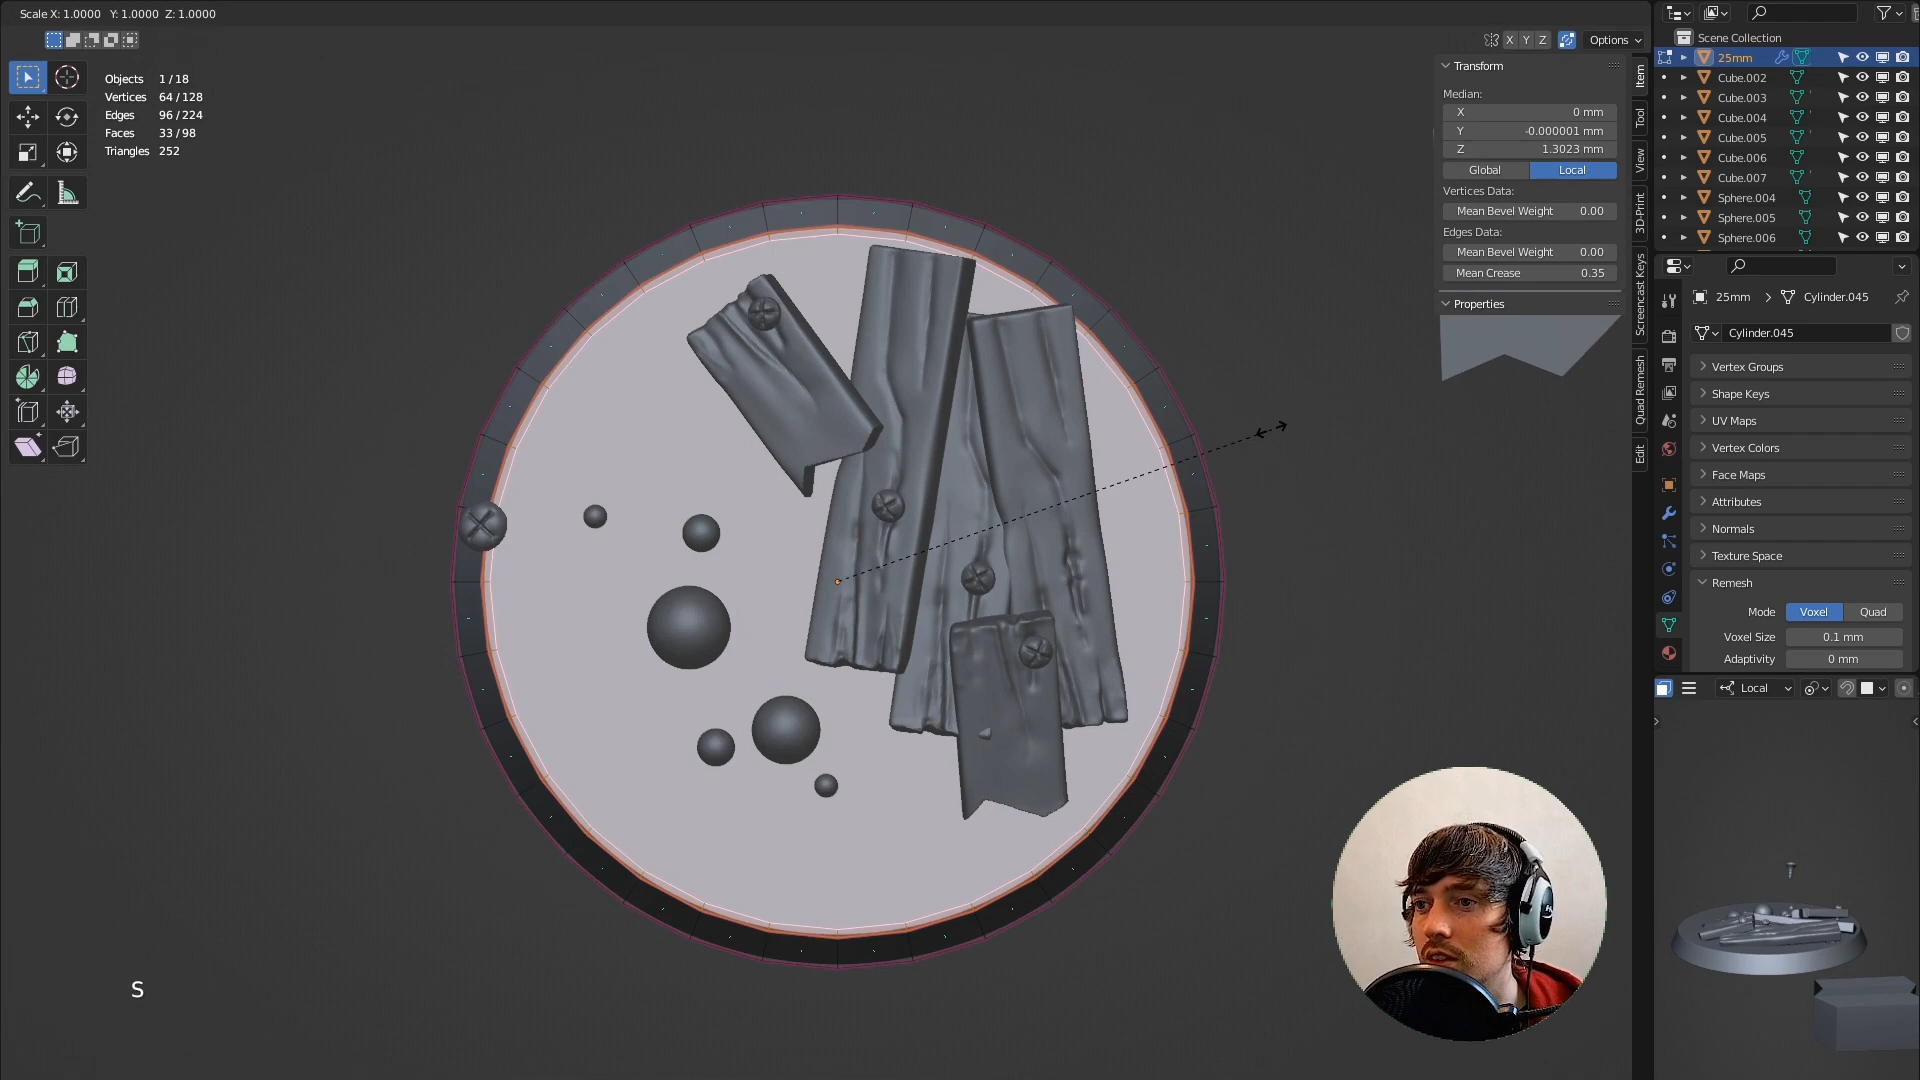 Scale X: 1.0000 Y: 1.0000 Z: 1.0000
X Y Z
Options
Objects 1 / 18
Vertices 64 / 128
Edges 96 / 224
Faces 33 / 98
Triangles 252
Transform
Median:
X 0 mm
Y -0.000001 mm
Z 1.3023 mm
Global Local
Vertices Data:
Mean Bevel Weight 0.00
Edges Data:
Mean Bevel Weight 0.00
Mean Crease 0.35
Properties
Item
Tool
View
3D-Print
Screencast Keys
Quad Remesh
Edit
Scene Collection
25mm
Cube.002
Cube.003
Cube.004
Cube.005
Cube.006
Cube.007
Sphere.004
Sphere.005
Sphere.006
25mm > Cylinder.045
Cylinder.045
Vertex Groups
Shape Keys
UV Maps
Vertex Colors
Face Maps
Attributes
Normals
Texture Space
Remesh
Mode Voxel Quad
Voxel Size 0.1 mm
Adaptivity 0 mm
Local
S